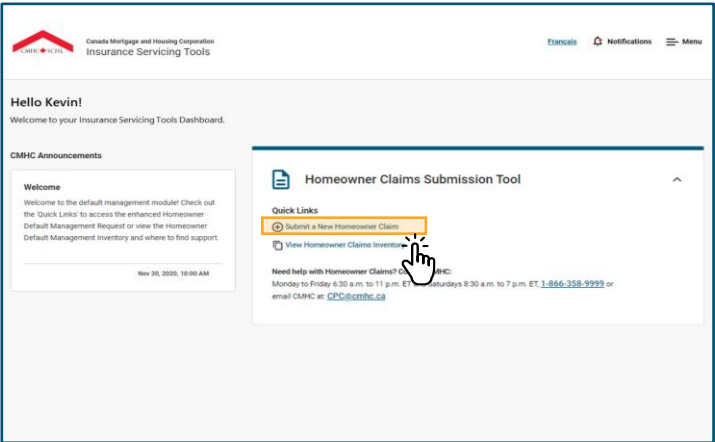 CMHC SCHL
Canada Mortgage and Housing Corporation
Insurance Servicing Tools
Français
Notifications
Menu
Hello Kevin!
Welcome to your Insurance Servicing Tools Dashboard.
CMHC Announcements
Welcome
Welcome to the default management module! Check out
the 'Quick Links' to access the enhanced Homeowner
Default Management Request or view the Homeowner
Default Management Inventory and where to find support.
Nov 30, 2020, 10:00 AM
Homeowner Claims Submission Tool
Quick Links
Submit a New Homeowner Claim
View Homeowner Claims Inventory
Need help with Homeowner Claims? CMHC:
Monday to Friday 6:30 a.m. to 11 p.m. ET Saturdays 8:30 a.m. to 7 p.m. ET, 1-866-358-9999 or
email CMHC at: CPC@cmhc.ca